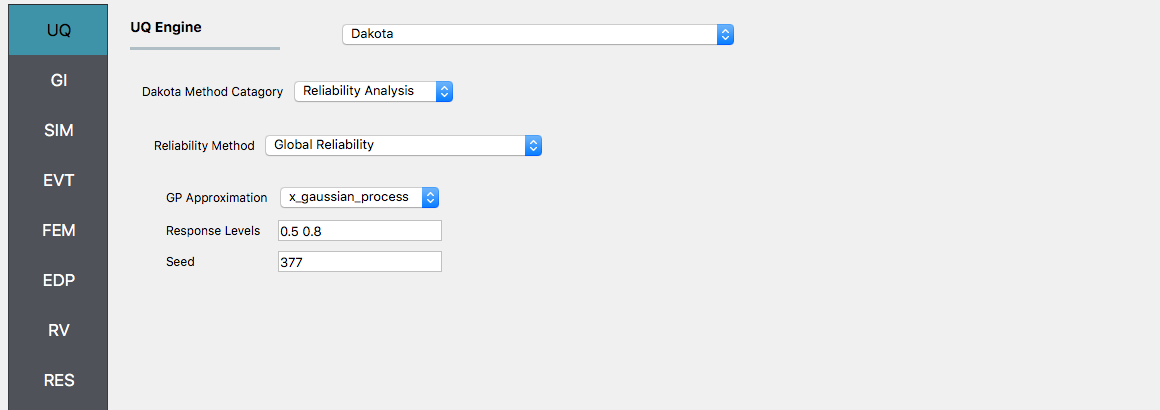 UQ
GI
SIM
EVT
FEM
EDP
RV
RES
UQ Engine Dakota
Dakota Method Catagory Reliability Analysis
Reliability Method Global Reliability
GP Approximation x_gaussian_process
Response Levels 0.5 0.8
Seed 377